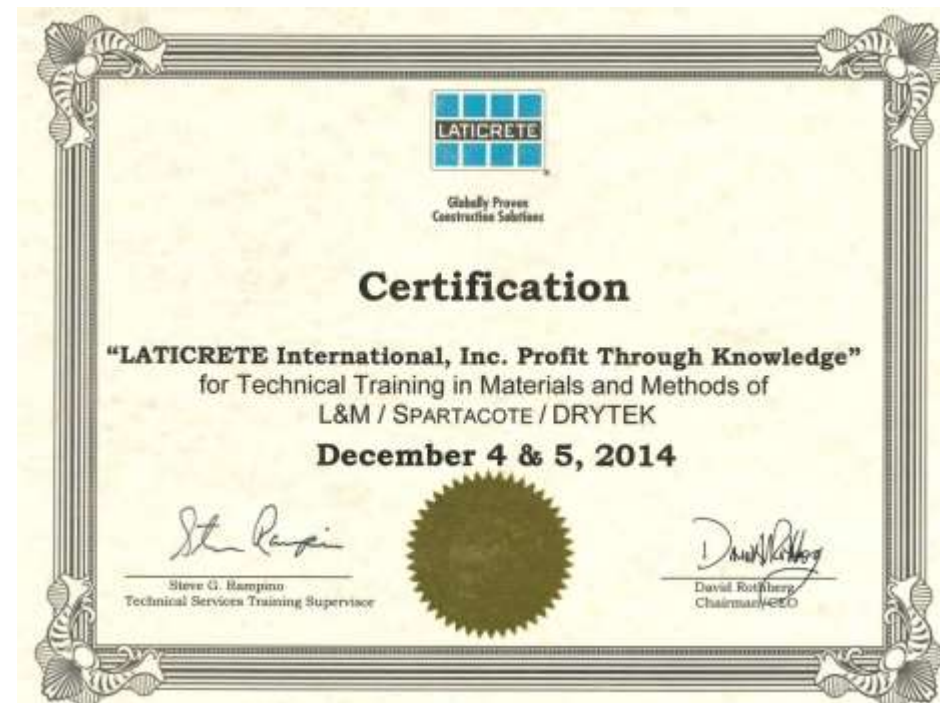 LATICRETE
®
Globally Proven
Construction Solutions
Certification
“LATICRETE International, Inc. Profit Through Knowledge”
for Technical Training in Materials and Methods of
L&M / SPARTACOTE / DRYTEK
December 4 & 5, 2014
Steve G. Rampino
Technical Services Training Supervisor
David Rothberg
Chairman/CEO